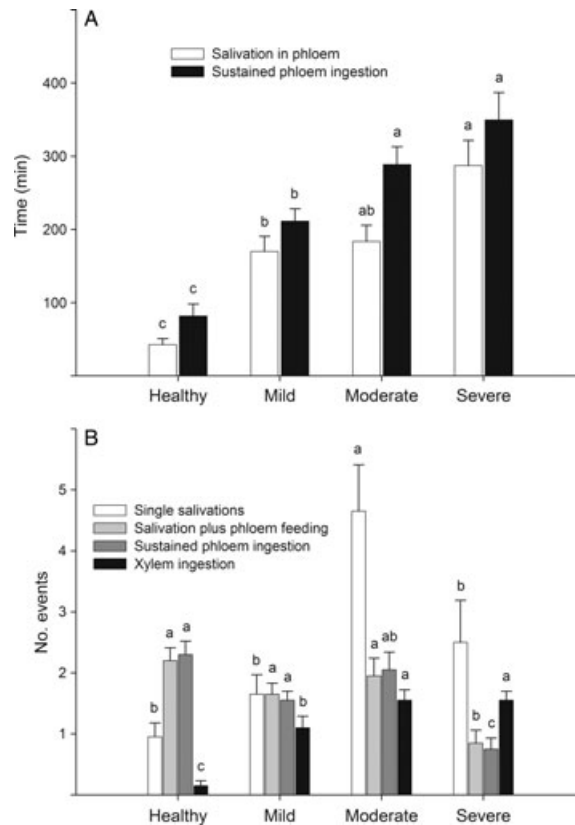 A
Salivation in phloem
Sustained phloem ingestion
400
300
200
100
Time (min)
c
c
b
b
ab
a
a
a
Healthy
Mild
Moderate
Severe
B
Single salivations
Salivation plus phloem feeding
Sustained phloem ingestion
Xylem ingestion
5
4
3
2
1
No. events
b
a
a
c
b
a
a
b
a
a
ab
a
b
b
c
a
Healthy
Mild
Moderate
Severe